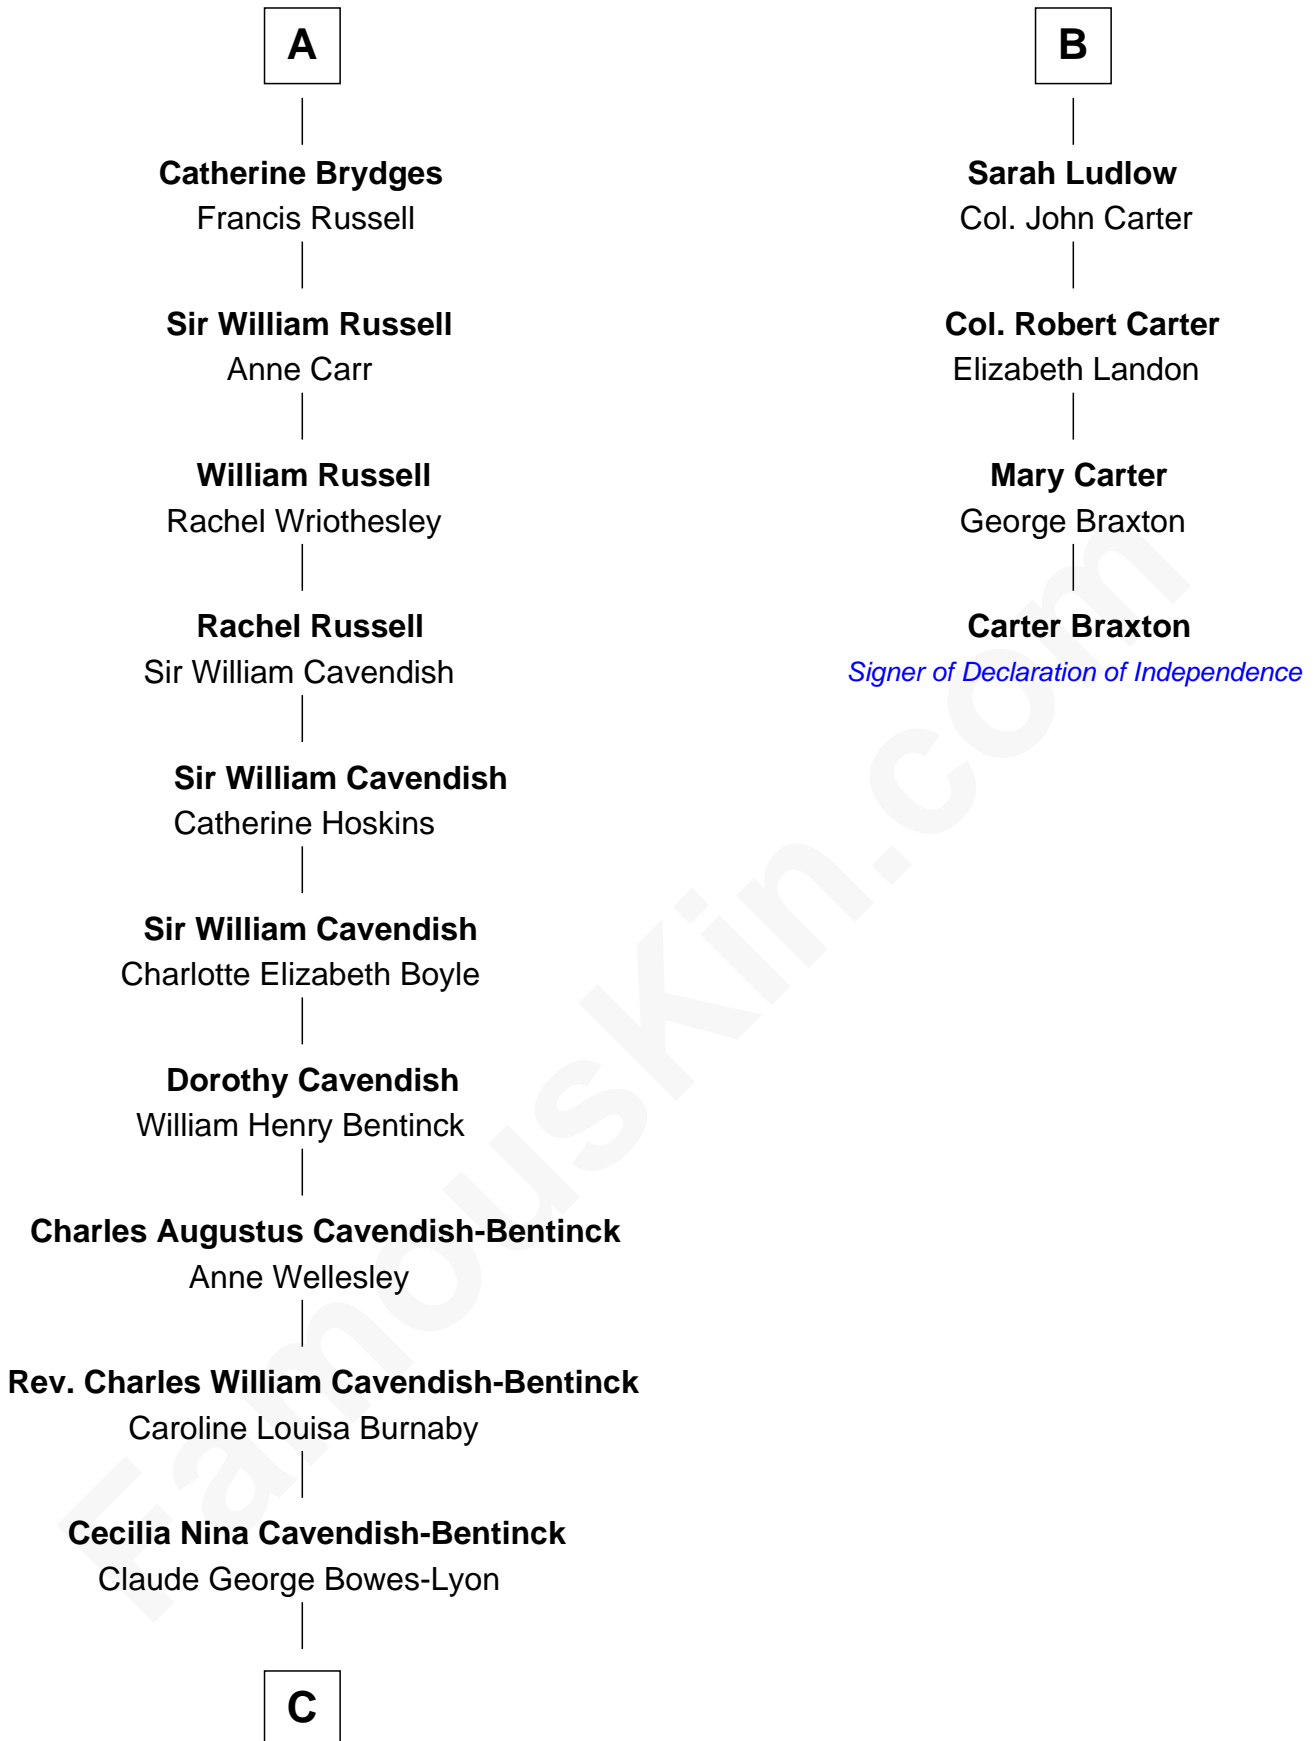 A
Catherine Brydges
Francis Russell
Sir William Russell
Anne Carr
William Russell
Rachel Wriothesley
Rachel Russell
Sir William Cavendish
Sir William Cavendish
Catherine Hoskins
Sir William Cavendish
Charlotte Elizabeth Boyle
Dorothy Cavendish
William Henry Bentinck
Charles Augustus Cavendish-Bentinck
Anne Wellesley
Rev. Charles William Cavendish-Bentinck
Caroline Louisa Burnaby
Cecilia Nina Cavendish-Bentinck
Claude George Bowes-Lyon
C
B
Sarah Ludlow
Col. John Carter
Col. Robert Carter
Elizabeth Landon
Mary Carter
George Braxton
Carter Braxton
Signer of Declaration of Independence
FamousKin.com